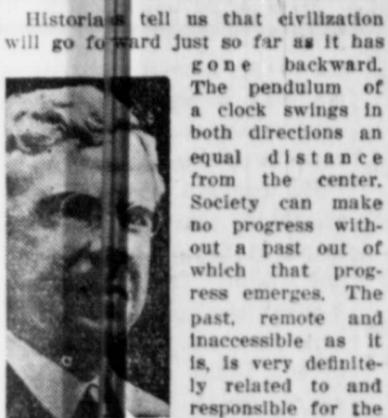 Historians tell us that civilization
will go forward just so far as it has
gone backward.
The pendulum of
a clock swings in
both directions an
equal distance
from the center.
Society can make
no progress with-
out a past out of
which that prog-
ress emerges. The
past, remote and
inaccessible as it
is, is very definite-
ly related to and
responsible for the